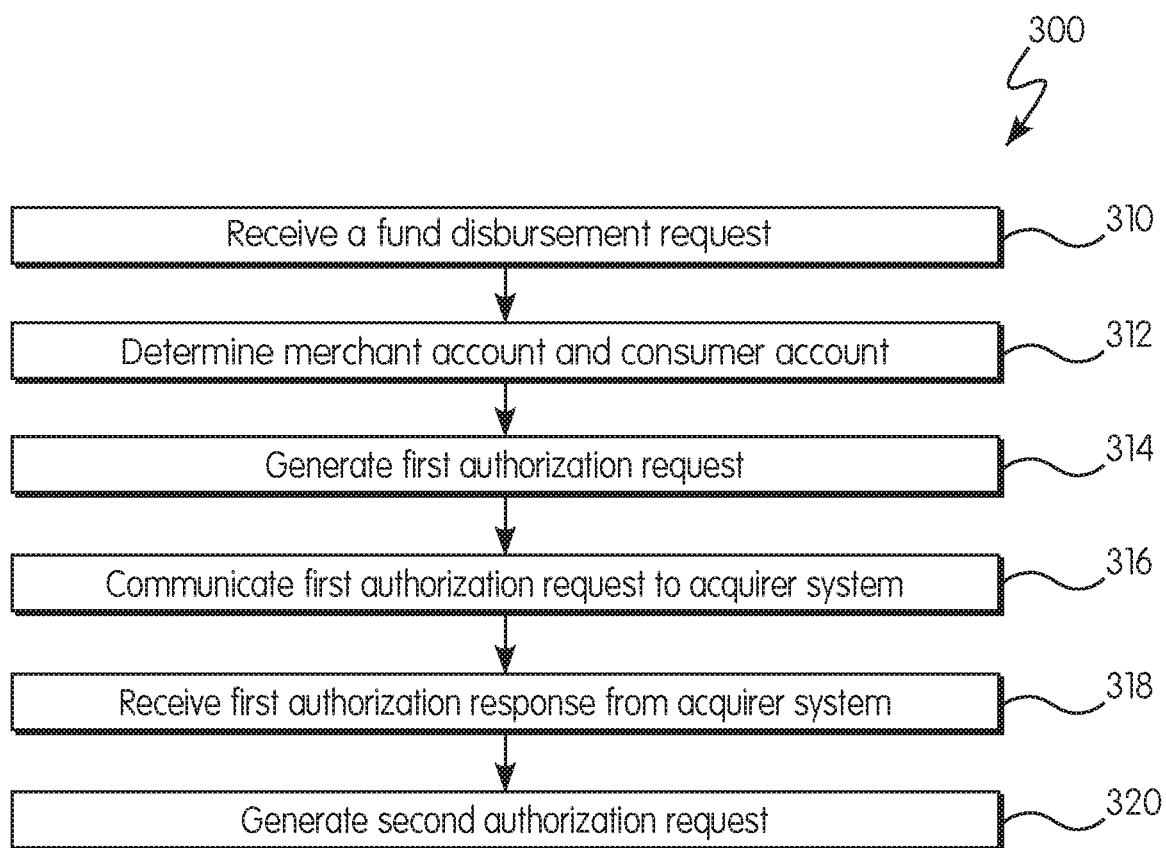 300
Receive a fund disbursement request 310
Determine merchant account and consumer account 312
Generate first authorization request 314
Communicate first authorization request to acquirer system 316
Receive first authorization response from acquirer system 318
Generate second authorization request 320